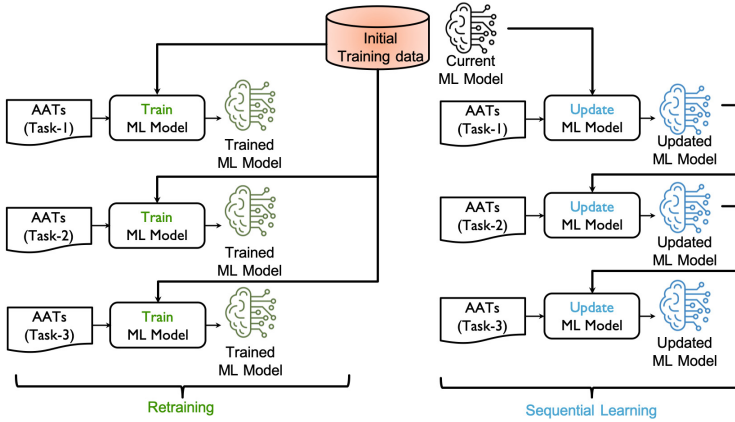 Initial
Training data
Current
ML Model
AATs
(Task-1)
Train
ML Model
Trained
ML Model
AATs
(Task-1)
Update
ML Model
Updated
ML Model
AATs
(Task-2)
Train
ML Model
Trained
ML Model
AATs
(Task-2)
Update
ML Model
Updated
ML Model
AATs
(Task-3)
Train
ML Model
Trained
ML Model
AATs
(Task-3)
Update
ML Model
Updated
ML Model
Retraining
Sequential Learning